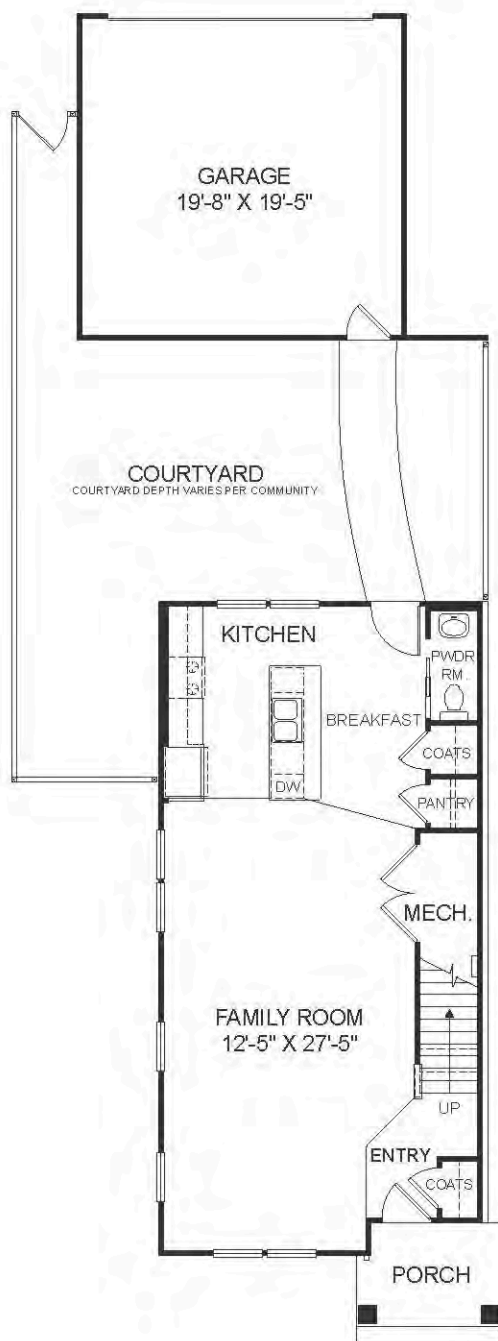 GARAGE
19'-8" X 19'-5"
COURTYARD
COURTYARD DEPTH VARIES PER COMMUNITY
KITCHEN
PWDR
RM.
BREAKFAST
COATS
PANTRY
DW
MECH.
FAMILY ROOM
12'-5" X 27'-5"
UP
ENTRY
COATS
PORCH